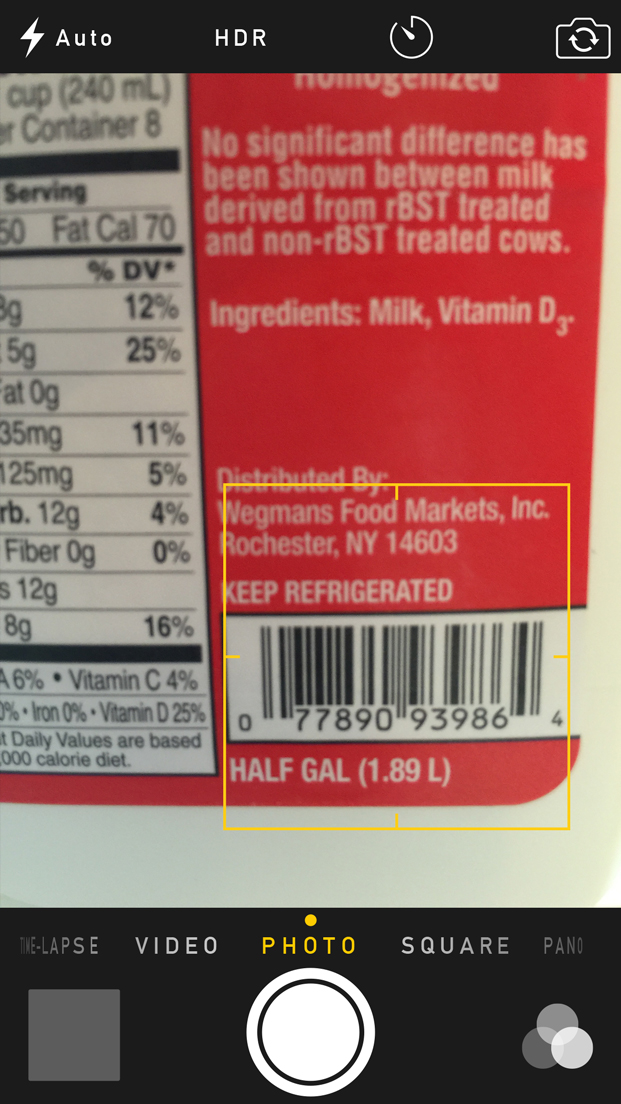 Auto HDR
cup (240 mL)
er Container 8
Serving
50 Fat Cal 70
% DV*
8g 12%
5g 25%
Fat 0g
35mg 11%
125mg 5%
rb. 12g 4%
Fiber 0g 0%
s 12g
8g 16%
A 6% • Vitamin C 4%
0% • Iron 0% • Vitamin D 25%
t Daily Values are based
,000 calorie diet.
Homogenized
No significant difference has
been shown between milk
derived from rBST treated
and non-rBST treated cows.
Ingredients: Milk, Vitamin D3.
Distributed By:
Wegmans Food Markets, Inc.
Rochester, NY 14603
KEEP REFRIGERATED
0 77890 93986 4
HALF GAL (1.89 L)
TIME-LAPSE VIDEO PHOTO SQUARE PANO